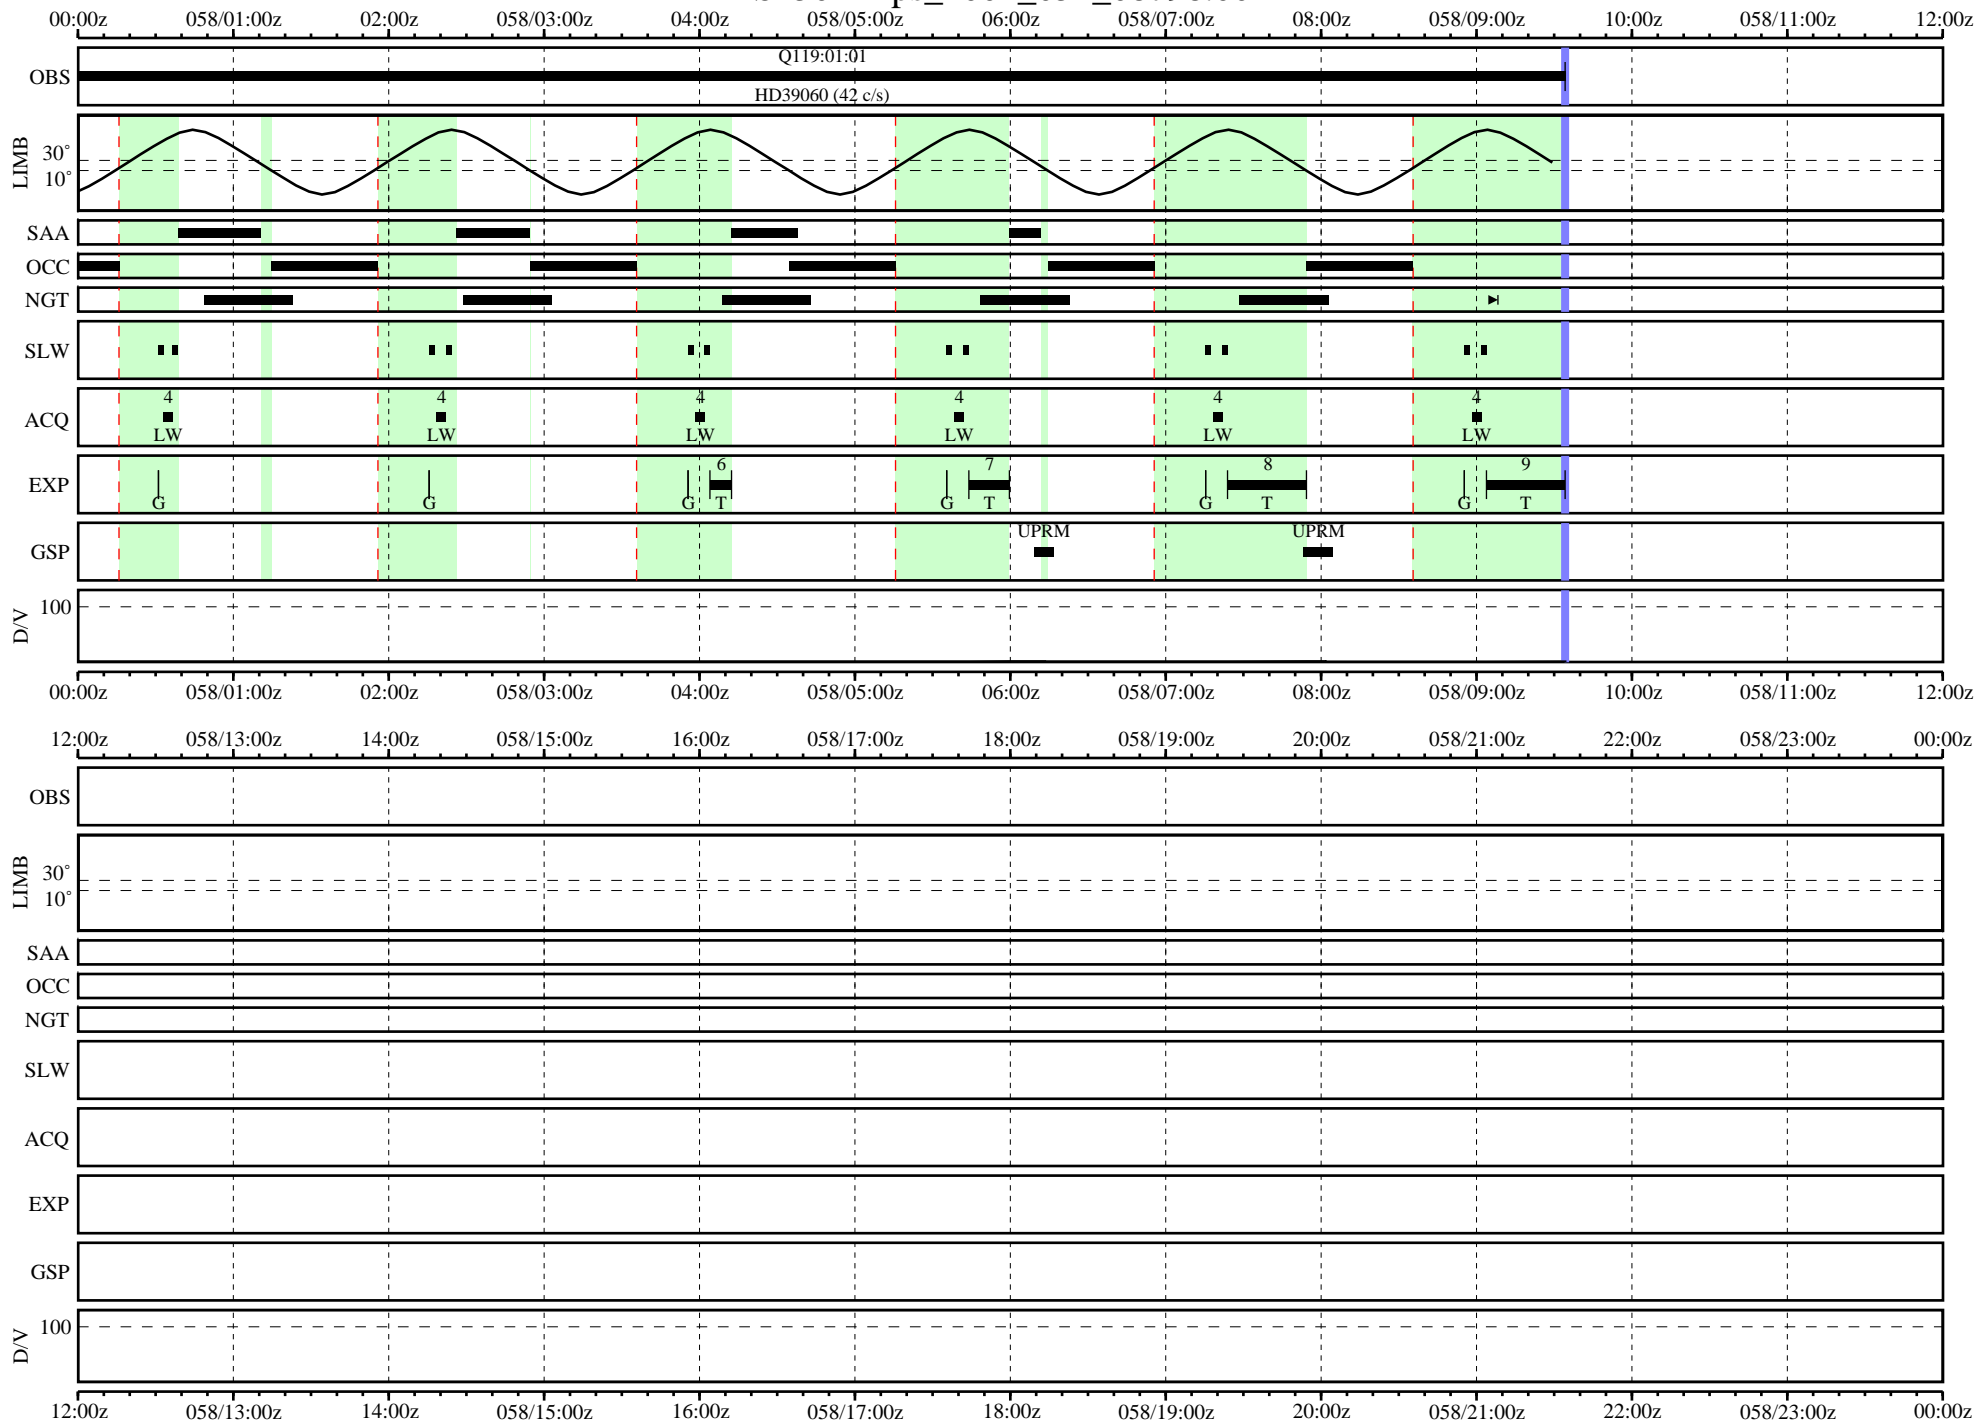 00:00z 058/01:00z 02:00z 058/03:00z 04:00z 058/05:00z 06:00z 058/07:00z 08:00z 058/09:00z 10:00z 058/11:00z 12:00z
OBS
Q119:01:01
HD39060 (42 c/s)
LIMB
30°
10°
SAA
OCC
NGT
SLW
ACQ
4 4 4 4 4 4
LW LW LW LW LW LW
EXP
6 7 8 9
G G G T G T G T G T
GSP
UPRM UPRM
D/V
100
00:00z 058/01:00z 02:00z 058/03:00z 04:00z 058/05:00z 06:00z 058/07:00z 08:00z 058/09:00z 10:00z 058/11:00z 12:00z
12:00z 058/13:00z 14:00z 058/15:00z 16:00z 058/17:00z 18:00z 058/19:00z 20:00z 058/21:00z 22:00z 058/23:00z 00:00z
OBS
LIMB
30°
10°
SAA
OCC
NGT
SLW
ACQ
EXP
GSP
D/V
100
12:00z 058/13:00z 14:00z 058/15:00z 16:00z 058/17:00z 18:00z 058/19:00z 20:00z 058/21:00z 22:00z 058/23:00z 00:00z